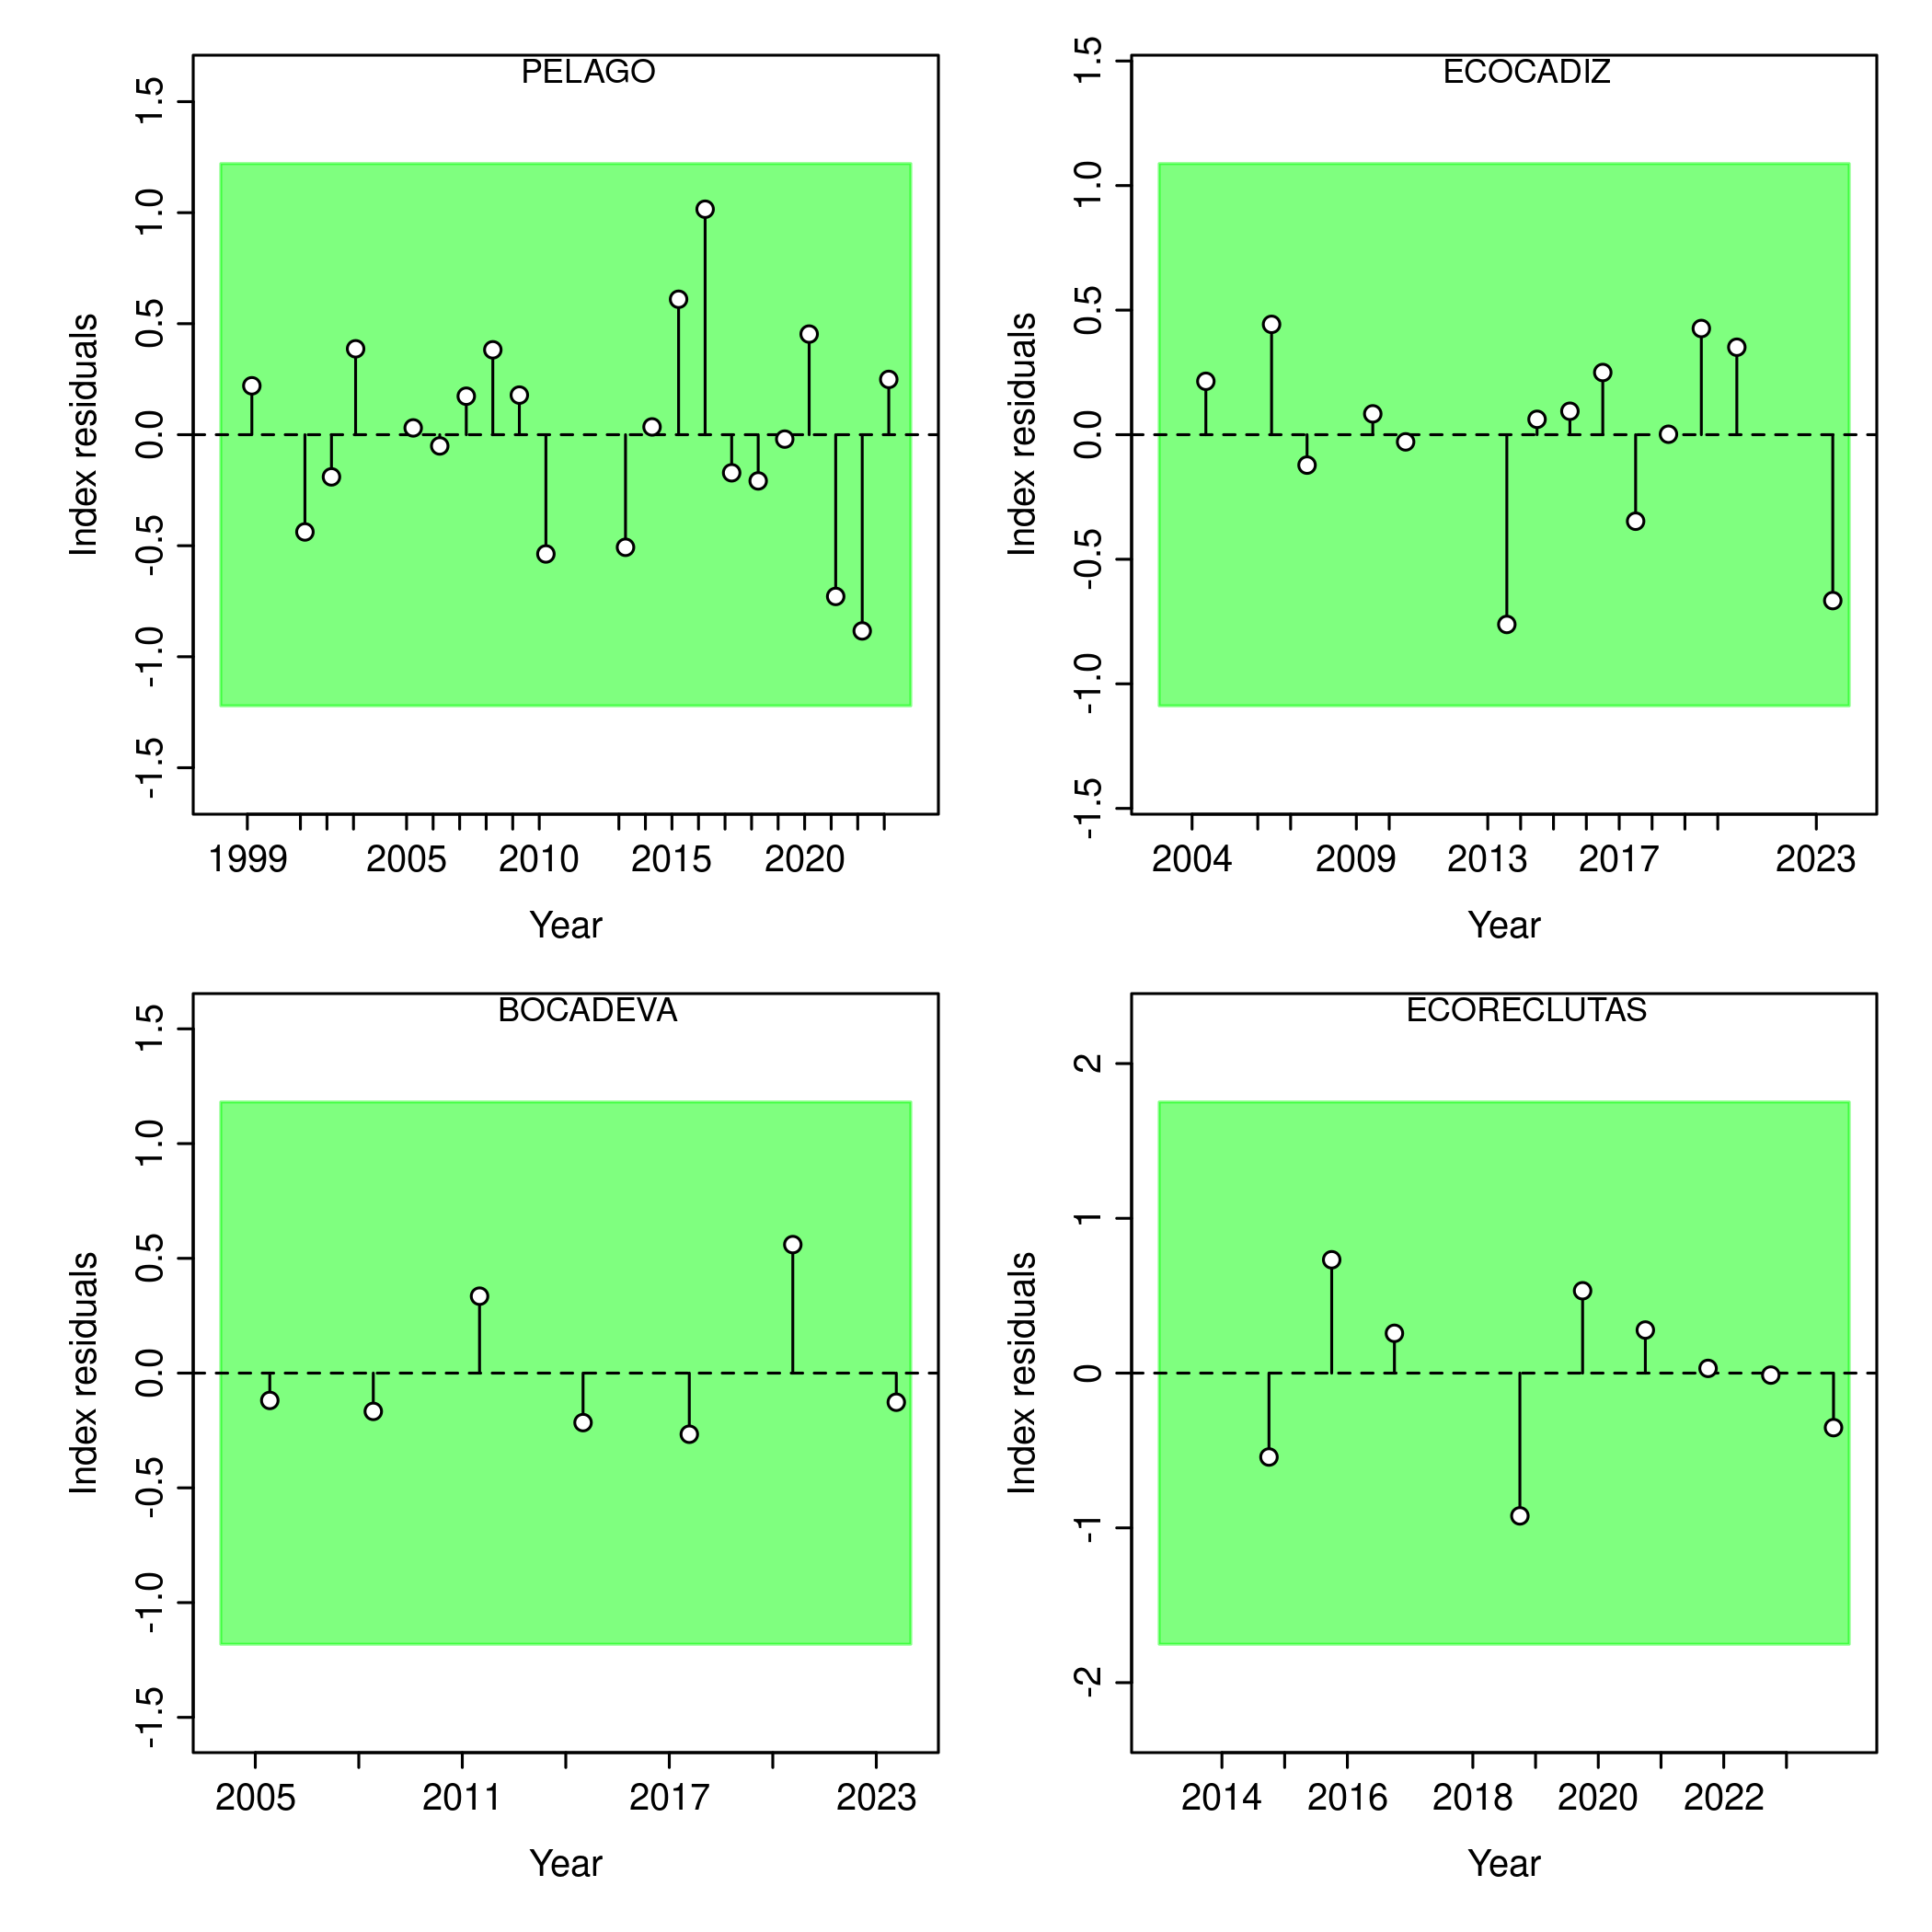 PELAGO
1.5
1.0
0.5
0.0
-0.5
-1.0
-1.5
Index residuals
1999 2005 2010 2015 2020
Year
ECOCADIZ
1.5
1.0
0.5
0.0
-0.5
-1.0
-1.5
Index residuals
2004 2009 2013 2017 2023
Year
BOCADEVA
1.5
1.0
0.5
0.0
-0.5
-1.0
-1.5
Index residuals
2005 2011 2017 2023
Year
ECORECLUTAS
2
1
0
-1
-2
Index residuals
2014 2016 2018 2020 2022
Year